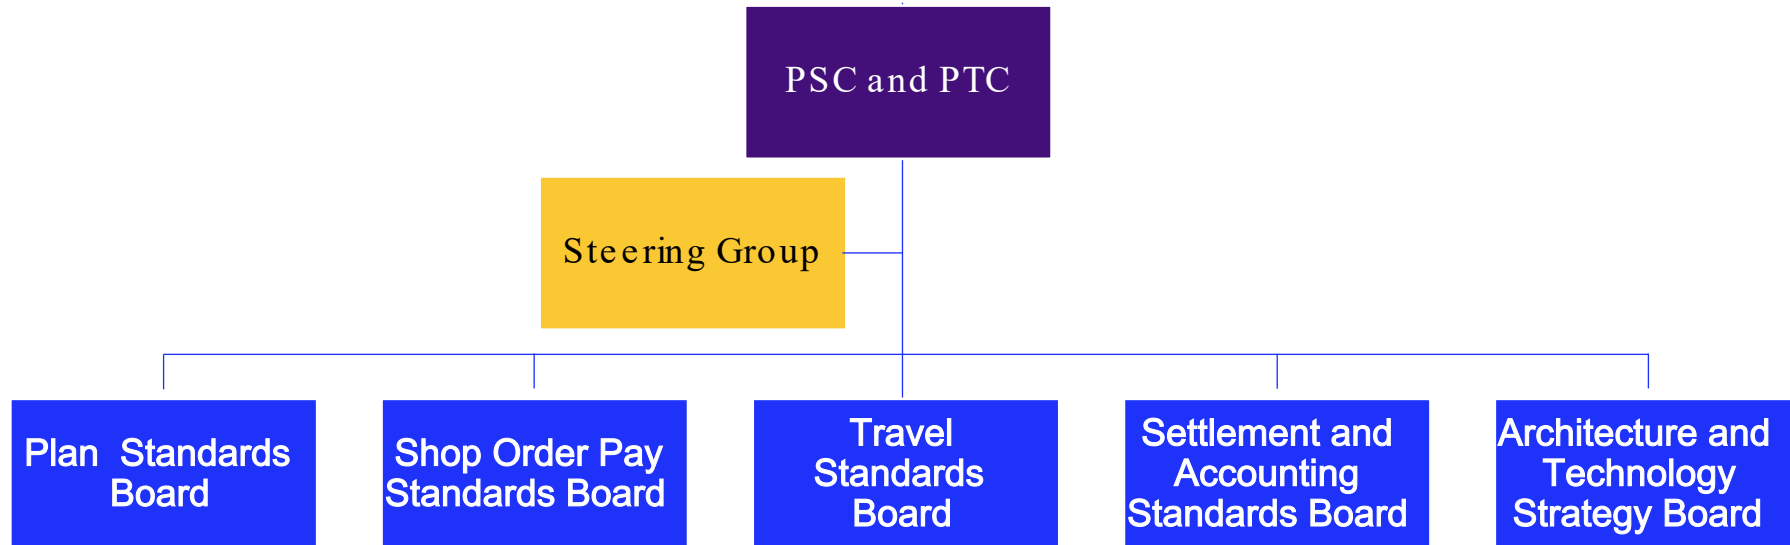 PSC and PTC
Steering Group
Plan Standards
Board
Shop Order Pay
Standards Board
Travel
Standards
Board
Settlement and
Accounting
Standards Board
Architecture and
Technology
Strategy Board